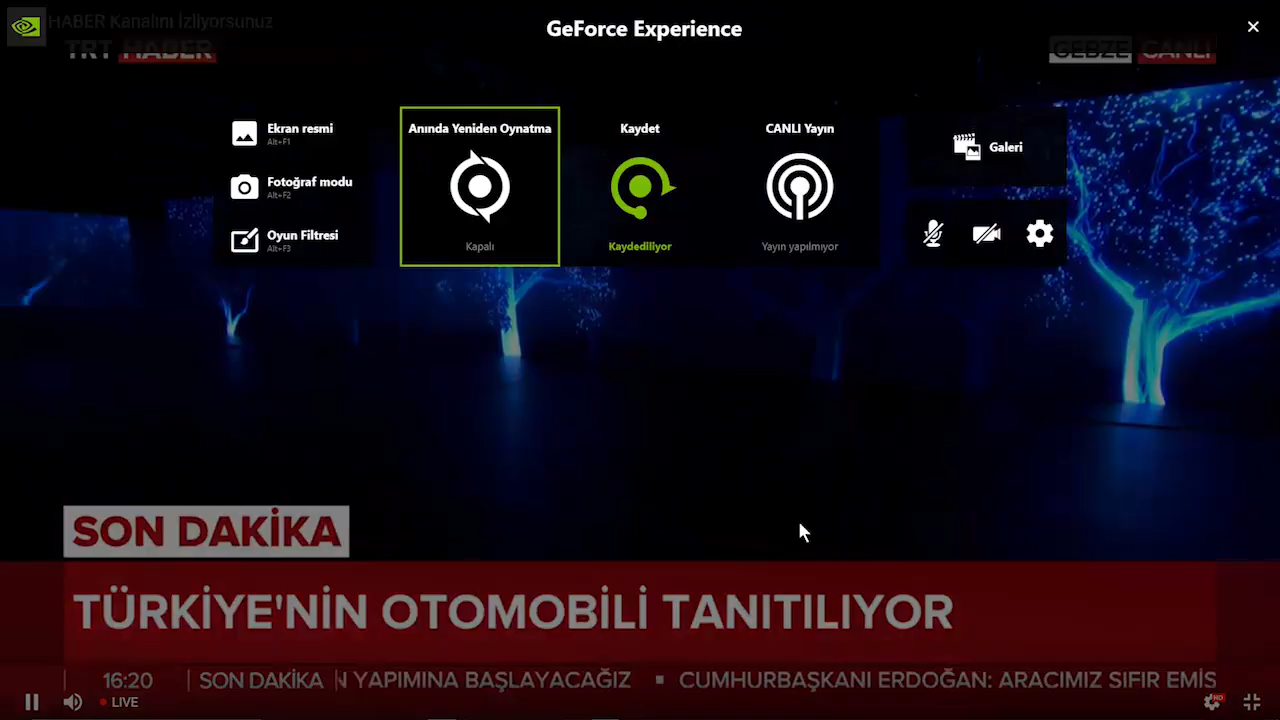 HABER Kanalını İzliyorsunuz
GeForce Experience
TRT HABER
GEBZE CANLI
Ekran resmi
Alt+F1
Fotoğraf modu
Alt+F2
Oyun Filtresi
Alt+F3
Anında Yeniden Oynatma
Kapalı
Kaydet
Kaydediliyor
CANLI Yayın
Yayın yapılmıyor
Galeri
SON DAKİKA
TÜRKİYE'NİN OTOMOBİLİ TANITILIYOR
16:20 SON DAKİKA YAPIMINA BAŞLAYACAĞIZ ▪ CUMHURBAŞKANI ERDOĞAN: ARACIMIZ SIFIR EMİS
LIVE
HD